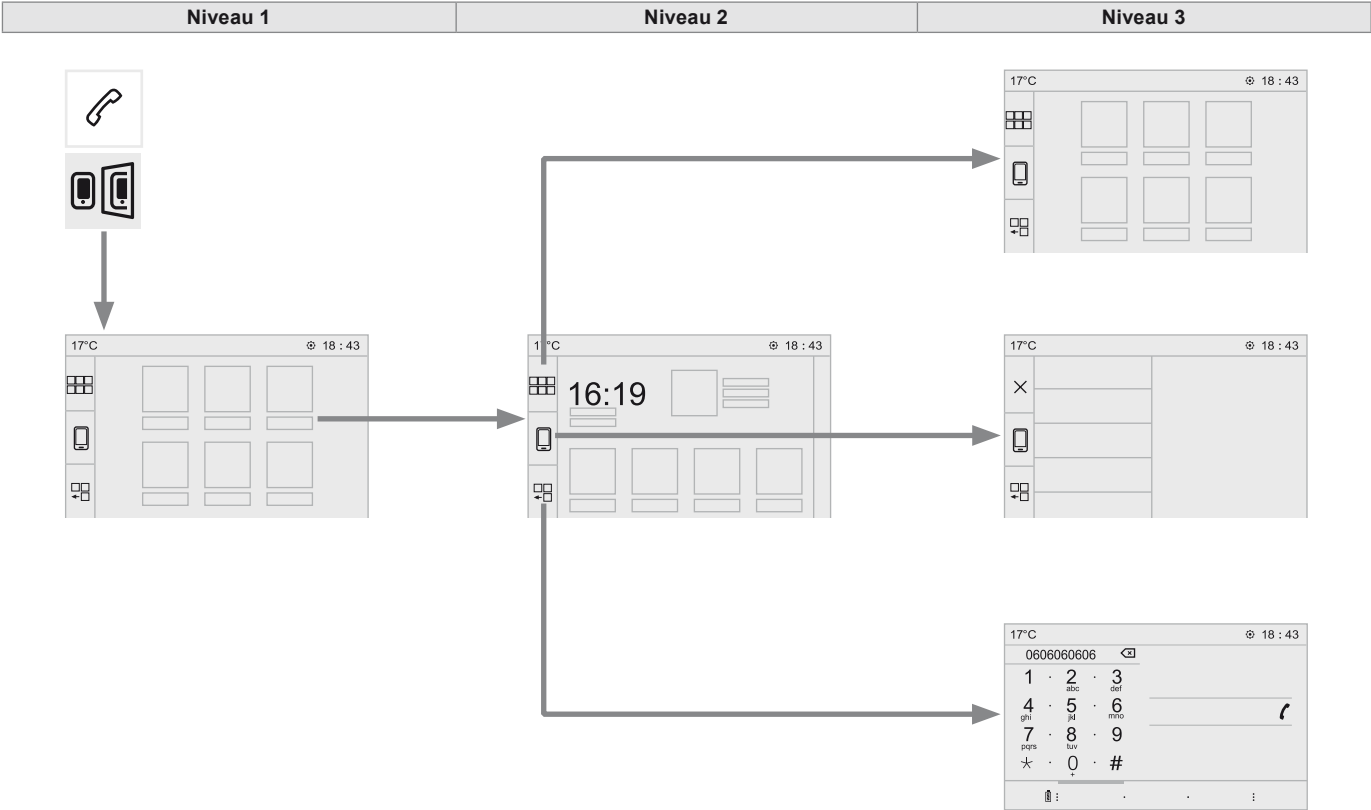 Niveau 1
Niveau 2
Niveau 3
17°C 18 : 43
17°C 18 : 43
17°C 18 : 43
16:19
17°C 18 : 43
17°C 18 : 43
0606060606
1 · 2 · 3
abc def
4 · 5 · 6
ghi jkl mno
7 · 8 · 9
pqrs tuv
* · 0 · #
+